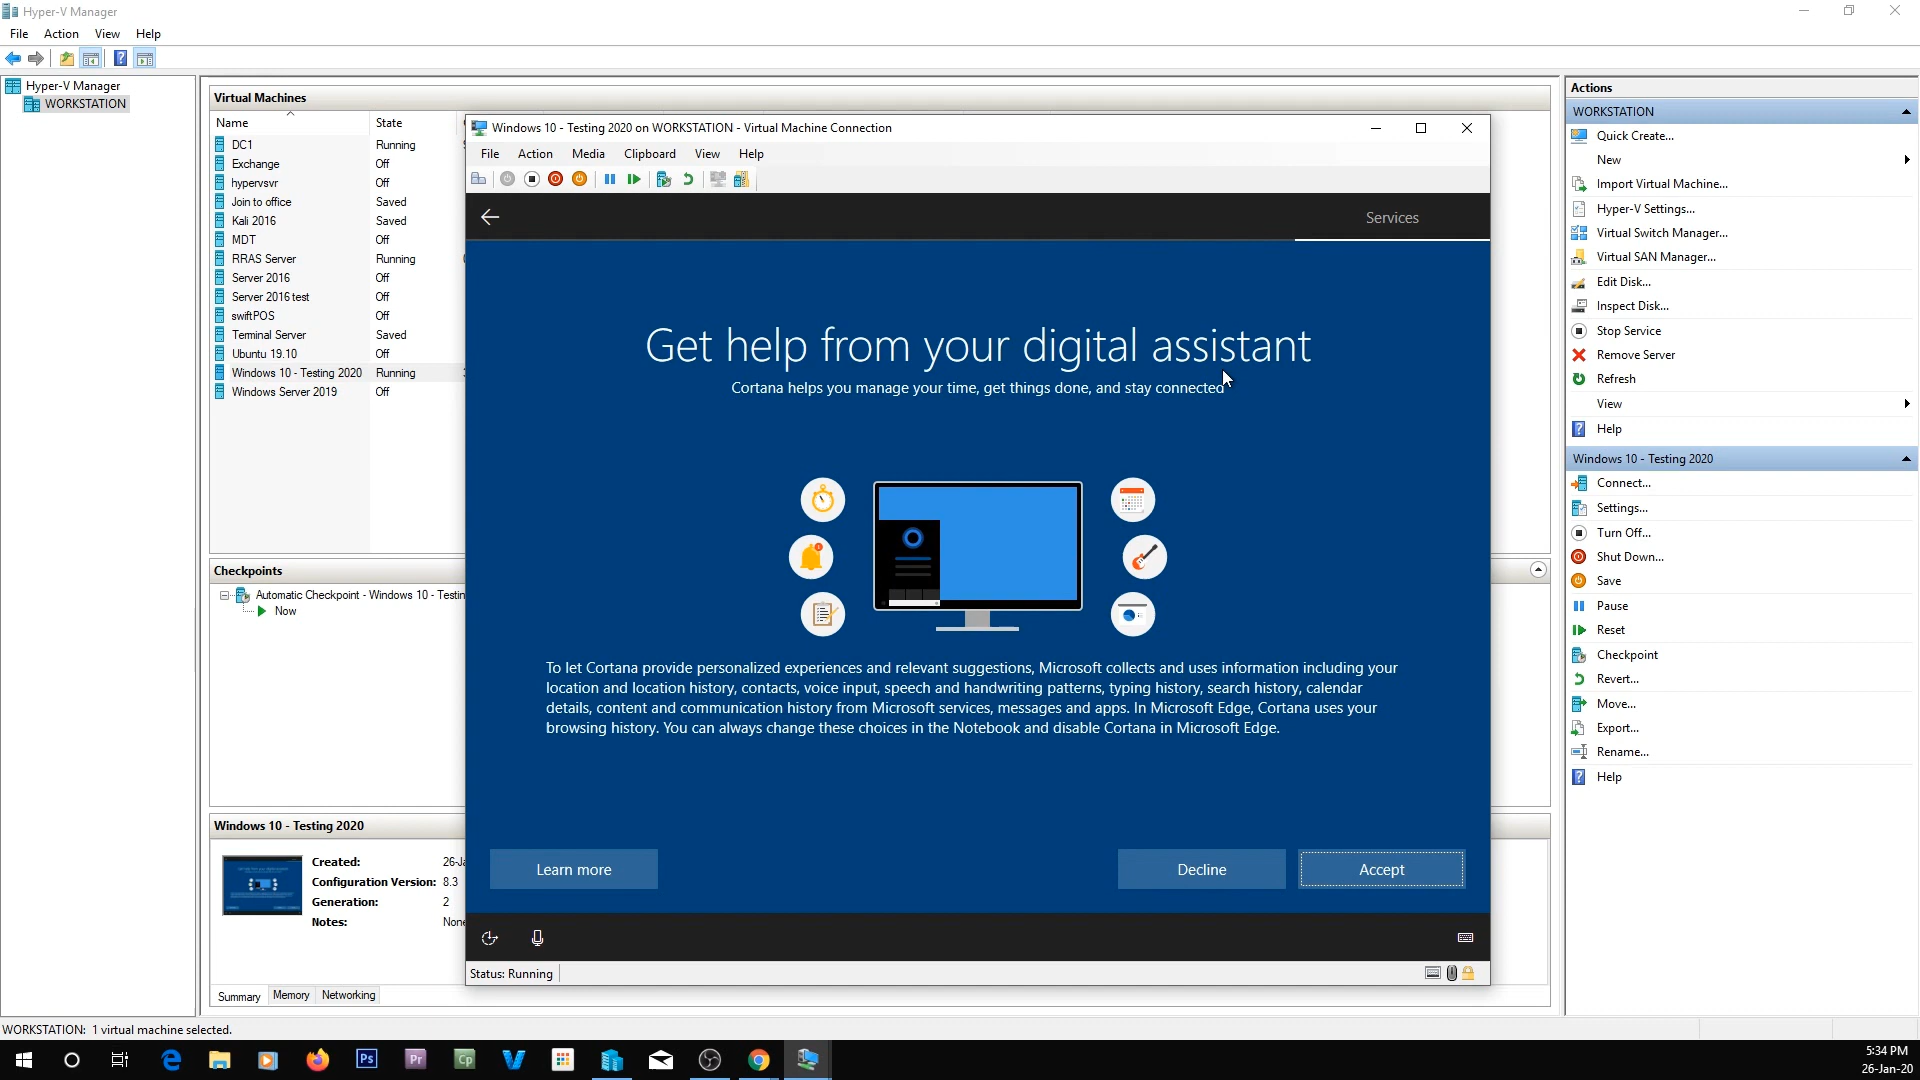 Hyper-V Manager
File Action View Help
Hyper-V Manager
WORKSTATION
Virtual Machines
Name State
DC1 Running
Exchange Off
hypervsvr Off
Join to office Saved
Kali 2016 Saved
MDT Off
RRAS Server Running
Server 2016 Off
Server 2016 test Off
swiftPOS Off
Terminal Server Saved
Ubuntu 19.10 Off
Windows 10 - Testing 2020 Running
Windows Server 2019 Off
Checkpoints
Automatic Checkpoint - Windows 10 - Testin
Now
Windows 10 - Testing 2020
Created: 26-Ja
Configuration Version: 8.3
Generation: 2
Notes: None
Summary Memory Networking
Windows 10 - Testing 2020 on WORKSTATION - Virtual Machine Connection
File Action Media Clipboard View Help
Services
Get help from your digital assistant
Cortana helps you manage your time, get things done, and stay connected
To let Cortana provide personalized experiences and relevant suggestions, Microsoft collects and uses information including your
location and location history, contacts, voice input, speech and handwriting patterns, typing history, search history, calendar
details, content and communication history from Microsoft services, messages and apps. In Microsoft Edge, Cortana uses your
browsing history. You can always change these choices in the Notebook and disable Cortana in Microsoft Edge.
Learn more Decline Accept
Status: Running
Actions
WORKSTATION
Quick Create...
New
Import Virtual Machine...
Hyper-V Settings...
Virtual Switch Manager...
Virtual SAN Manager...
Edit Disk...
Inspect Disk...
Stop Service
Remove Server
Refresh
View
Help
Windows 10 - Testing 2020
Connect...
Settings...
Turn Off...
Shut Down...
Save
Pause
Reset
Checkpoint
Revert...
Move...
Export...
Rename...
Help
WORKSTATION: 1 virtual machine selected.
Ps Pr Cp
5:34 PM
26-Jan-20